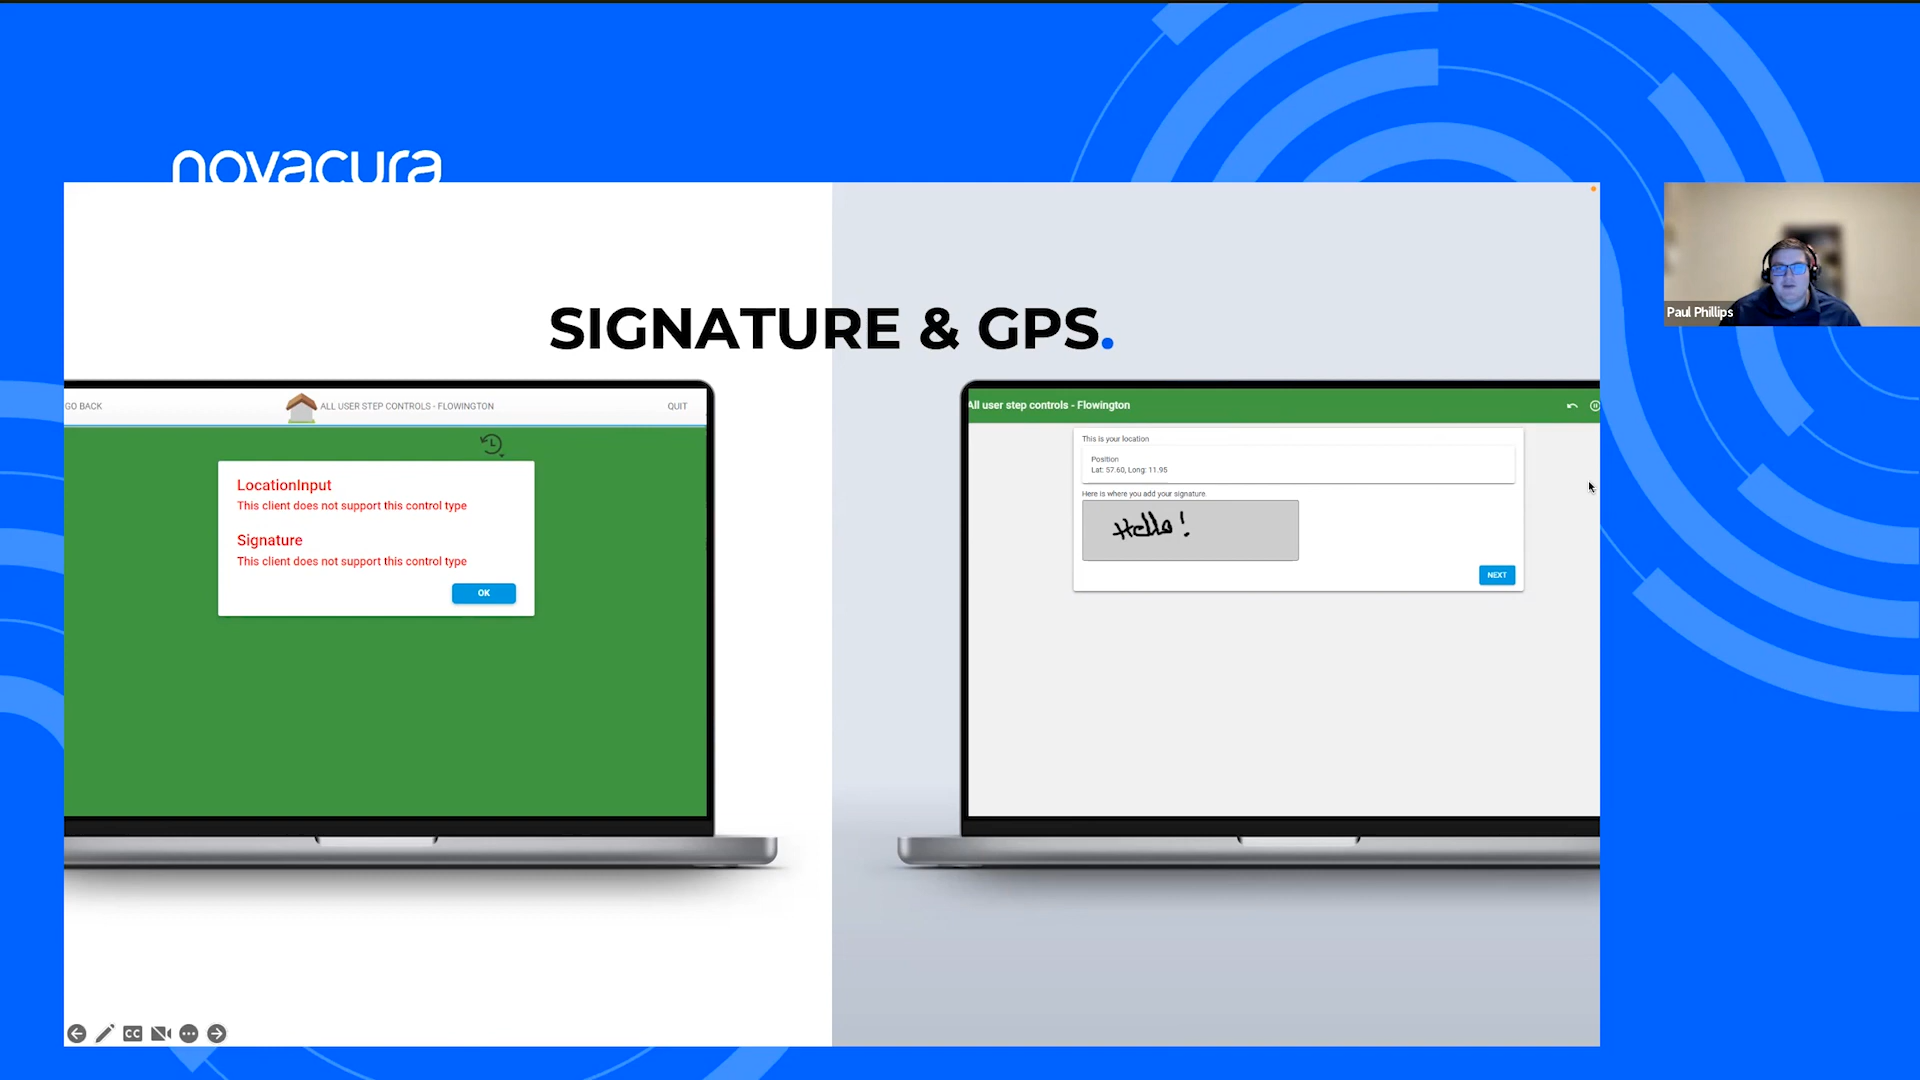 novacura
SIGNATURE & GPS.
GO BACK
ALL USER STEP CONTROLS - FLOWINGTON
QUIT
LocationInput
This client does not support this control type
Signature
This client does not support this control type
OK
All user step controls - Flowington
This is your location
Position
Lat: 57.60, Long: 11.95
Here is where you add your signature.
Hello!
NEXT
Paul Phillips
CC